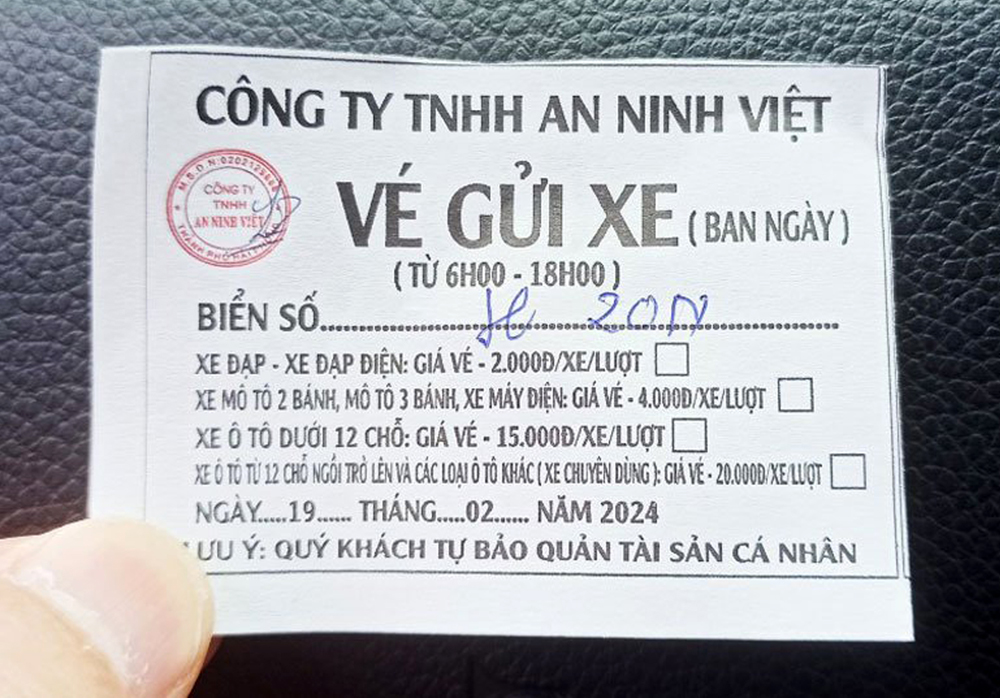 CÔNG TY TNHH AN NINH VIỆT
CÔNG TY
TNHH
AN NINH VIỆT
VÉ GỬI XE ( BAN NGÀY )
( TỪ 6H00 - 18H00 )
BIỂN SỐ.................... 20N
XE ĐẠP - XE ĐẠP ĐIỆN: GIÁ VÉ - 2.000Đ/XE/LƯỢT
XE MÔ TÔ 2 BÁNH, MÔ TÔ 3 BÁNH, XE MÁY ĐIỆN: GIÁ VÉ - 4.000Đ/XE/LƯỢT
XE Ô TÔ DƯỚI 12 CHỖ: GIÁ VÉ - 15.000Đ/XE/LƯỢT
XE Ô TÔ TỪ 12 CHỖ NGỒI TRỞ LÊN VÀ CÁC LOẠI Ô TÔ KHÁC ( XE CHUYÊN DÙNG ): GIÁ VÉ - 20.000Đ/XE/LƯỢT
NGÀY.....19...... THÁNG.....02...... NĂM 2024
ƯU Ý: QUÝ KHÁCH TỰ BẢO QUẢN TÀI SẢN CÁ NHÂN